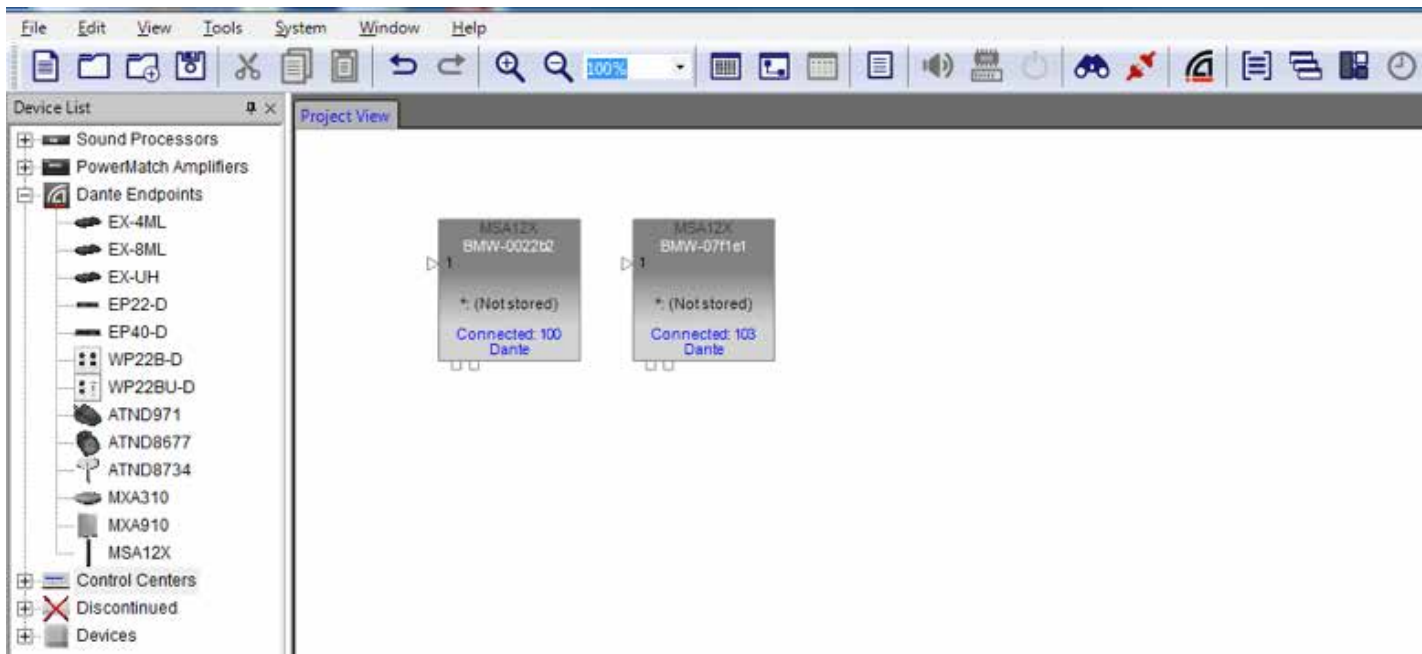 File Edit View Tools System Window Help
100%
Device List
Project View
Sound Processors
PowerMatch Amplifiers
Dante Endpoints
EX-4ML
EX-8ML
EX-UH
EP22-D
EP40-D
WP22B-D
WP22BU-D
ATND971
ATND8677
ATND8734
MXA310
MXA910
MSA12X
Control Centers
Discontinued
Devices
MSA12X
BMW-0022b2
1
*: (Not stored)
Connected: 100
Dante
MSA12X
BMW-07f1e1
1
*: (Not stored)
Connected: 103
Dante